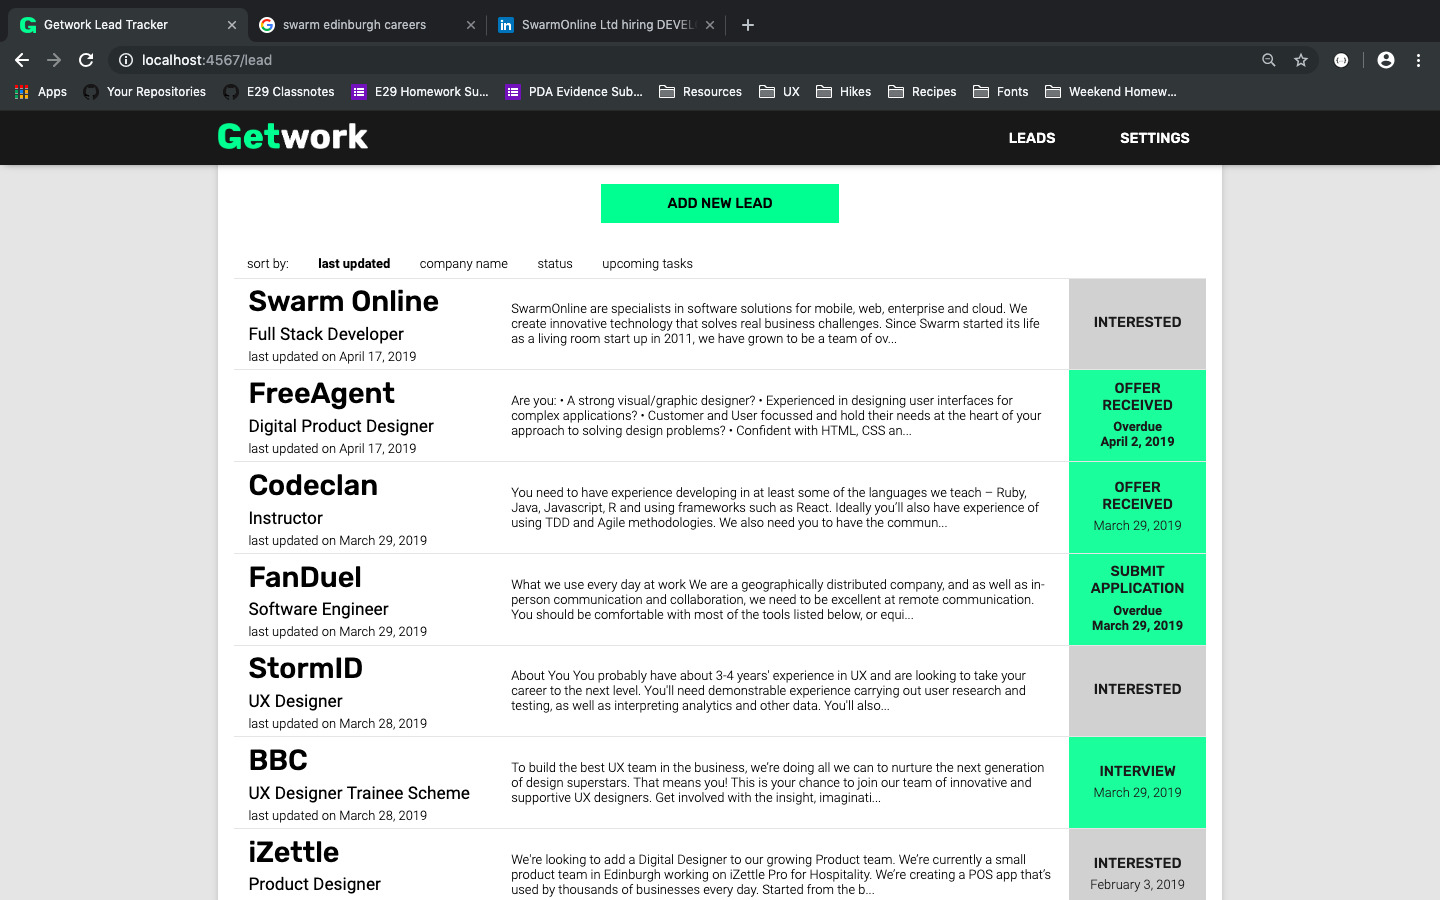 Getwork Lead Tracker
swarm edinburgh careers
SwarmOnline Ltd hiring DEVEL
localhost:4567/lead
Apps
Your Repositories
E29 Classnotes
E29 Homework Su...
PDA Evidence Sub...
Resources
UX
Hikes
Recipes
Fonts
Weekend Homew...
Getwork
LEADS
SETTINGS
ADD NEW LEAD
sort by: last updated company name status upcoming tasks
Swarm Online
Full Stack Developer
last updated on April 17, 2019
SwarmOnline are specialists in software solutions for mobile, web, enterprise and cloud. We
create innovative technology that solves real business challenges. Since Swarm started its life
as a living room start up in 2011, we have grown to be a team of ov...
INTERESTED
FreeAgent
Digital Product Designer
last updated on April 17, 2019
Are you: • A strong visual/graphic designer? • Experienced in designing user interfaces for
complex applications? • Customer and User focussed and hold their needs at the heart of your
approach to solving design problems? • Confident with HTML, CSS an...
OFFER
RECEIVED
Overdue
April 2, 2019
Codeclan
Instructor
last updated on March 29, 2019
You need to have experience developing in at least some of the languages we teach – Ruby,
Java, Javascript, R and using frameworks such as React. Ideally you’ll also have experience of
using TDD and Agile methodologies. We also need you to have the commun...
OFFER
RECEIVED
March 29, 2019
FanDuel
Software Engineer
last updated on March 29, 2019
What we use every day at work We are a geographically distributed company, and as well as in-
person communication and collaboration, we need to be excellent at remote communication.
You should be comfortable with most of the tools listed below, or equi...
SUBMIT
APPLICATION
Overdue
March 29, 2019
StormID
UX Designer
last updated on March 28, 2019
About You You probably have about 3-4 years' experience in UX and are looking to take your
career to the next level. You'll need demonstrable experience carrying out user research and
testing, as well as interpreting analytics and other data. You'll also...
INTERESTED
BBC
UX Designer Trainee Scheme
last updated on March 28, 2019
To build the best UX team in the business, we’re doing all we can to nurture the next generation
of design superstars. That means you! This is your chance to join our team of innovative and
supportive UX designers. Get involved with the insight, imaginati...
INTERVIEW
March 29, 2019
iZettle
Product Designer
We're looking to add a Digital Designer to our growing Product team. We’re currently a small
product team in Edinburgh working on iZettle Pro for Hospitality. We’re creating a POS app that’s
used by thousands of businesses every day. Started from the b...
INTERESTED
February 3, 2019